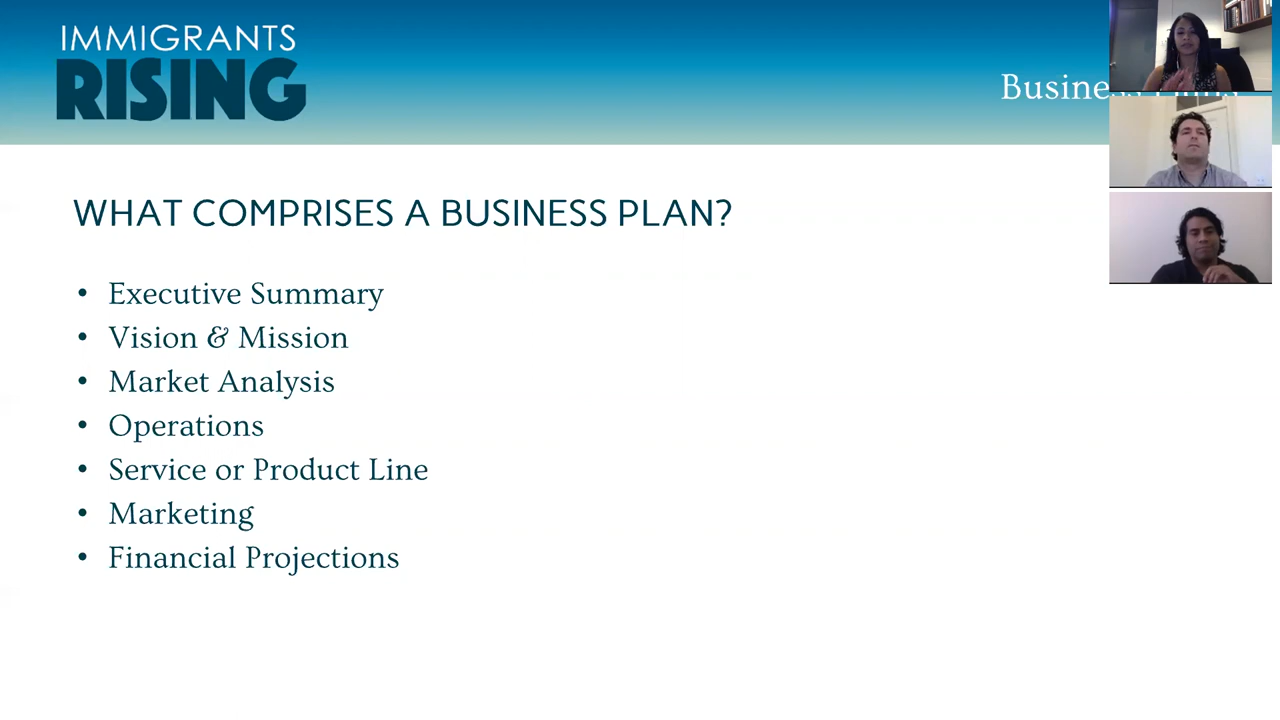 IMMIGRANTS
RISING
WHAT COMPRISES A BUSINESS PLAN?
• Executive Summary
• Vision & Mission
• Market Analysis
• Operations
• Service or Product Line
• Marketing
• Financial Projections